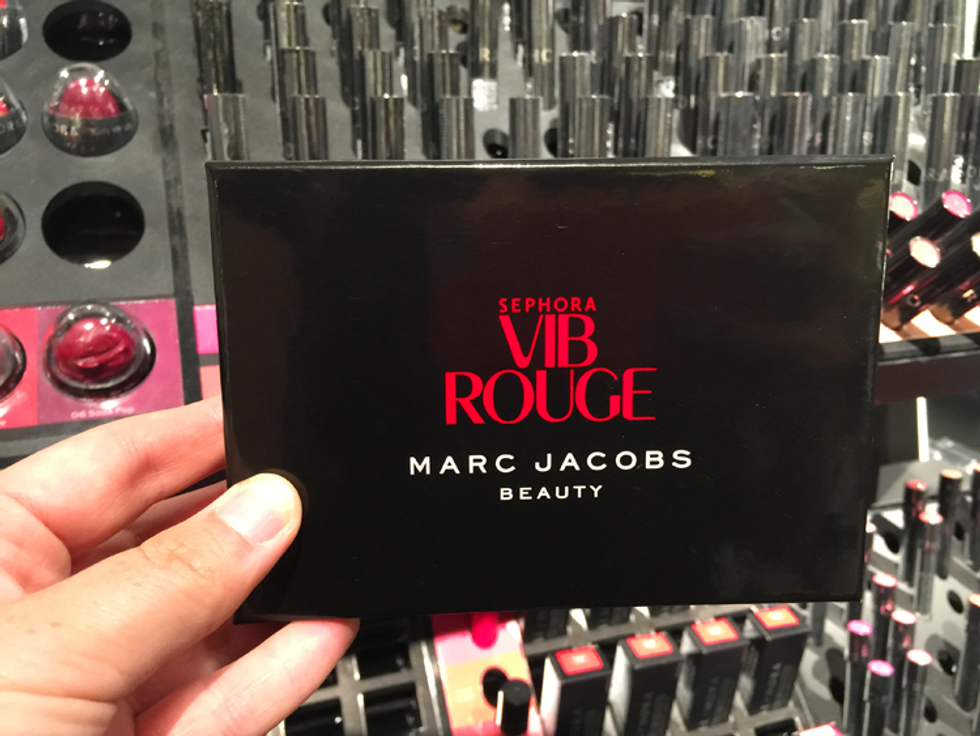 SEPHORA
VIB
ROUGE
MARC JACOBS
BEAUTY